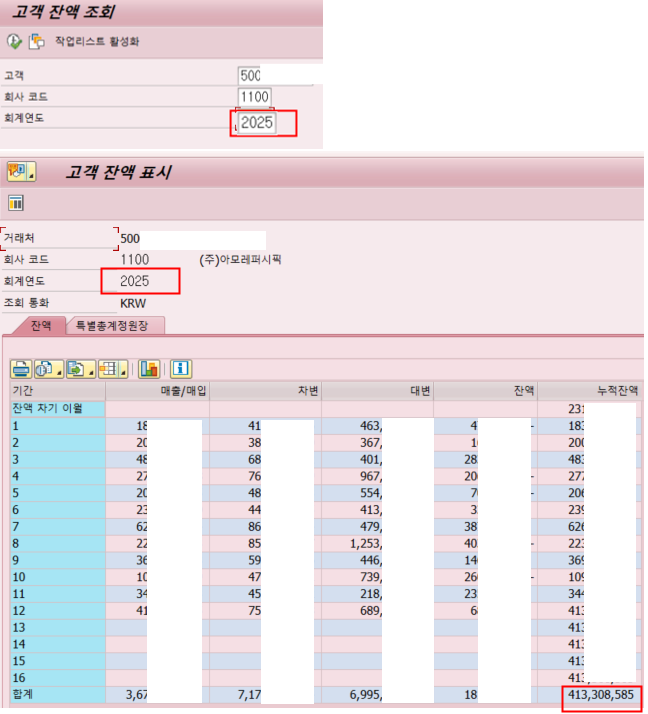 고객 잔액 조회
작업리스트 활성화
고객 500
회사 코드 1100
회계연도 2025
고객 잔액 표시
거래처 500
회사 코드 1100 (주)아모레퍼시픽
회계연도 2025
조회 통화 KRW
잔액 특별총계정원장
기간 매출/매입 차변 대변 잔액 누적잔액
잔액 차기 이월 231
1 18 41 463, 4 - 183
2 20 38 367, 1 200
3 48 68 401, 28 483
4 27 76 967, 20 - 277
5 20 48 554, 7 - 206
6 23 44 413, 3 239
7 62 86 479, 38 626
8 22 85 1,253, 40 - 223
9 36 59 446, 14 369
10 10 47 739, 26 - 109
11 34 45 218, 23 344
12 41 75 689, 6 413
13 413
14 413
15 413
16 413
합계 3,67 7,17 6,995, 18 413,308,585